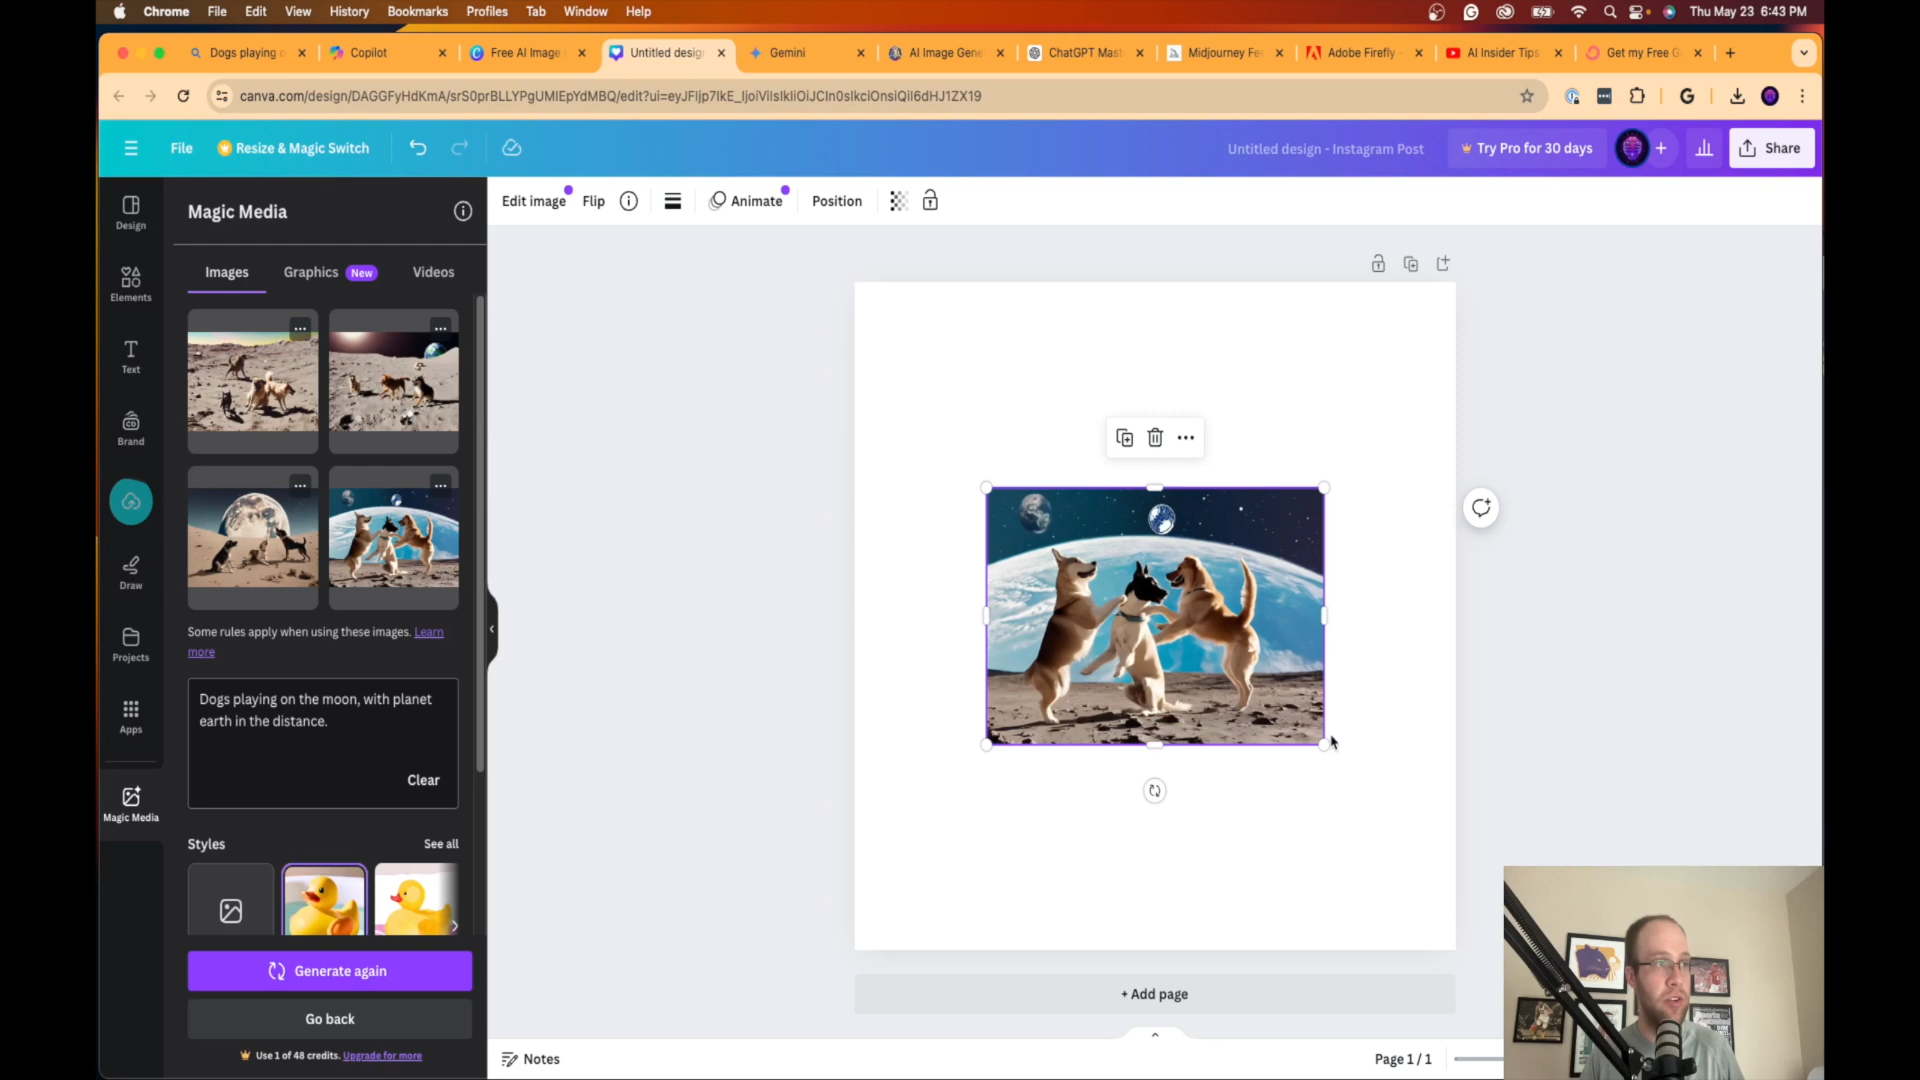 Chrome File Edit View History Bookmarks Profiles Tab Window Help
Thu May 23 6:43 PM
Dogs playing o
Copilot
Free AI Image
Untitled desig
Gemini
AI Image Gene
ChatGPT Mast
Midjourney Fe
Adobe Firefly -
AI Insider Tips
Get my Free G
canva.com/design/DAGGFyHdKmA/srS0prBLLYPgUMIEpYdMBQ/edit?ui=eyJFIjp7IkE_IjoiViIsIkIiOiJCIn0sIkciOnsiQiI6dHJ1ZX19
File
Resize & Magic Switch
Untitled design - Instagram Post
Try Pro for 30 days
Share
Design
Elements
Text
Brand
Draw
Projects
Apps
Magic Media
Magic Media
Images
Graphics New
Videos
Some rules apply when using these images. Learn
more
Dogs playing on the moon, with planet
earth in the distance.
Clear
Styles
See all
Generate again
Go back
Use 1 of 48 credits. Upgrade for more
Edit image
Flip
Animate
Position
+ Add page
Notes
Page 1 / 1